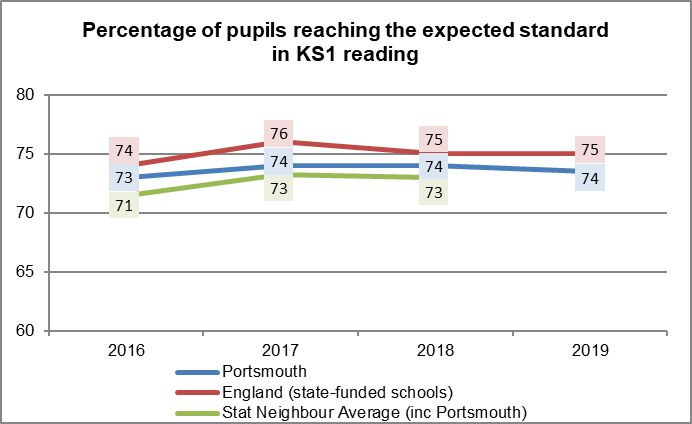 Percentage of pupils reaching the expected standard
in KS1 reading
80
75
70
65
60
74
76
75
75
73
74
74
74
71
73
73
2016 2017 2018 2019
Portsmouth
England (state-funded schools)
Stat Neighbour Average (inc Portsmouth)